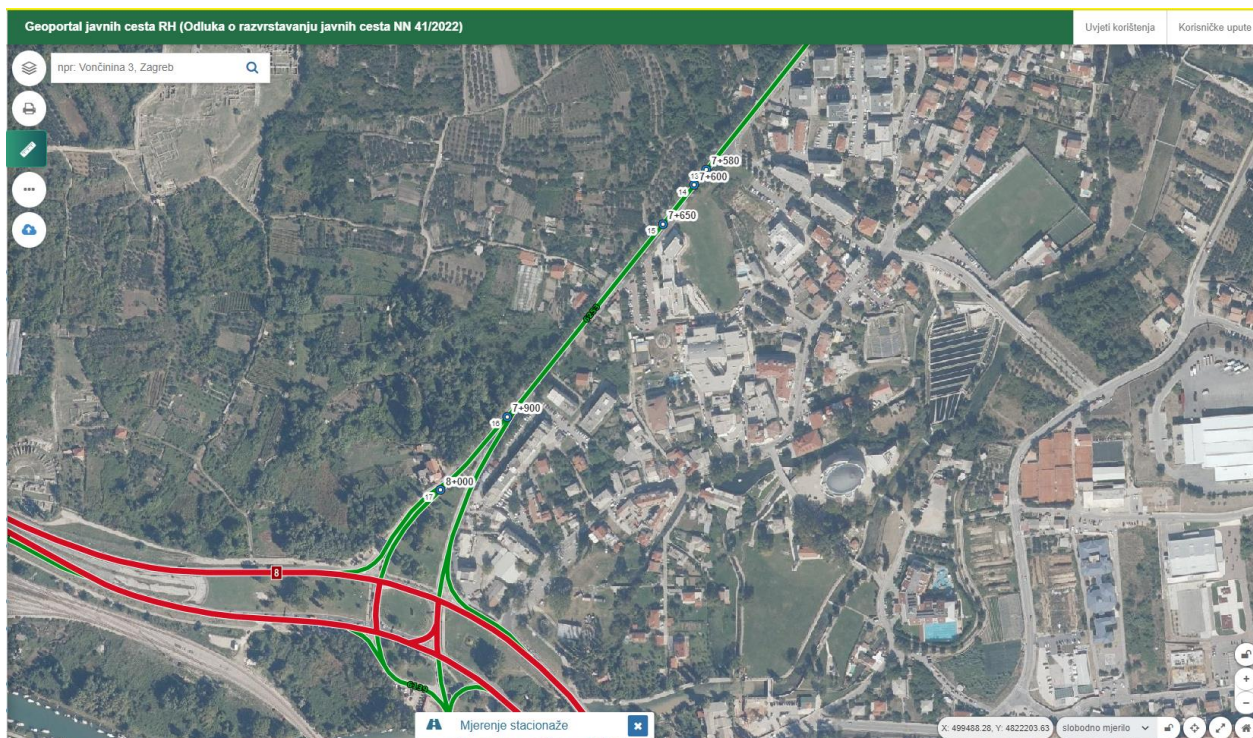 Geoportal javnih cesta RH (Odluka o razvrstavanju javnih cesta NN 41/2022)
Uvjeti korištenja
Korisničke upute
npr: Vončinina 3, Zagreb
7+580
13
7+600
14
7+650
15
7+900
16
8+000
17
8
Mjerenje stacionaže
X: 499488.28, Y: 4822203.63
slobodno mjerilo